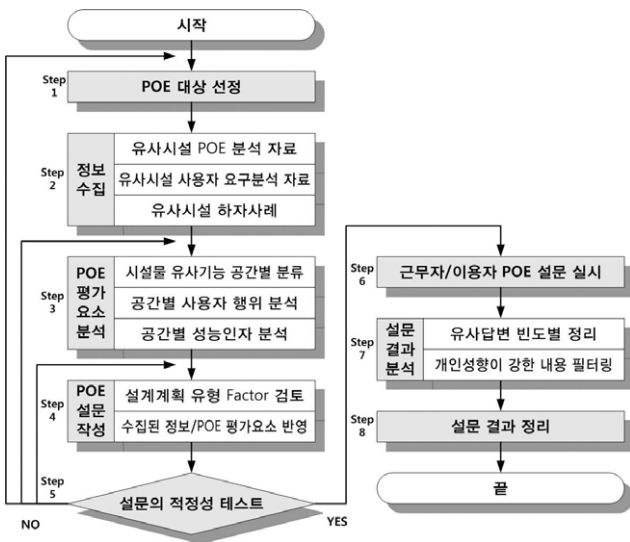 시작
Step 1
POE 대상 선정
Step 2
정보 수집
유사시설 POE 분석 자료
유사시설 사용자 요구분석 자료
유사시설 하자사례
Step 3
POE 평가 요소 분석
시설물 유사기능 공간별 분류
공간별 사용자 행위 분석
공간별 성능인자 분석
Step 4
POE 설문 작성
설계계획 유형 Factor 검토
수집된 정보/POE 평가요소 반영
Step 5
설문의 적정성 테스트
NO
YES
Step 6
근무자/이용자 POE 설문 실시
Step 7
설문 결과 분석
유사답변 빈도별 정리
개인성향이 강한 내용 필터링
Step 8
설문 결과 정리
끝